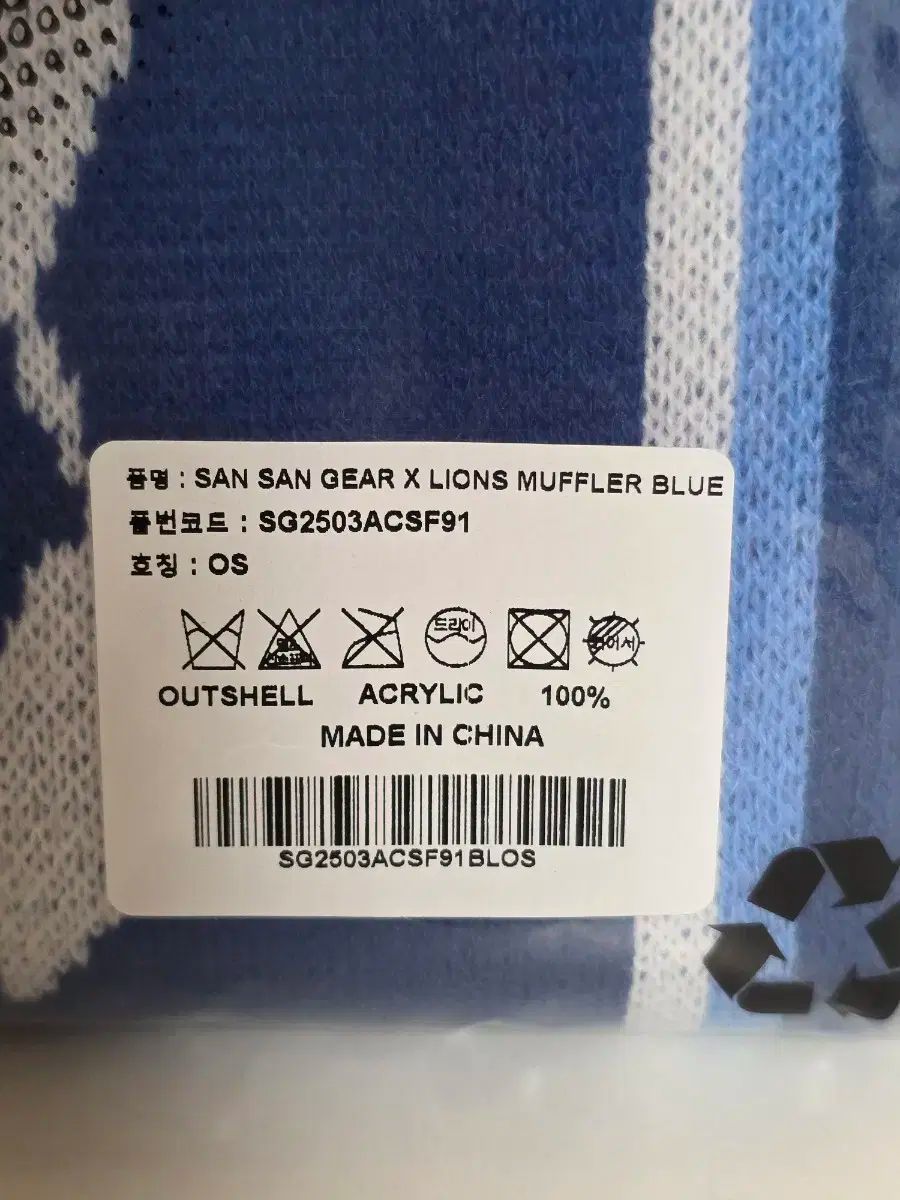 품명 : SAN SAN GEAR X LIONS MUFFLER BLUE
품번코드 : SG2503ACSF91
호칭 : OS
드라이
OUTSHELL ACRYLIC 100%
MADE IN CHINA
SG2503ACSF91BLOS